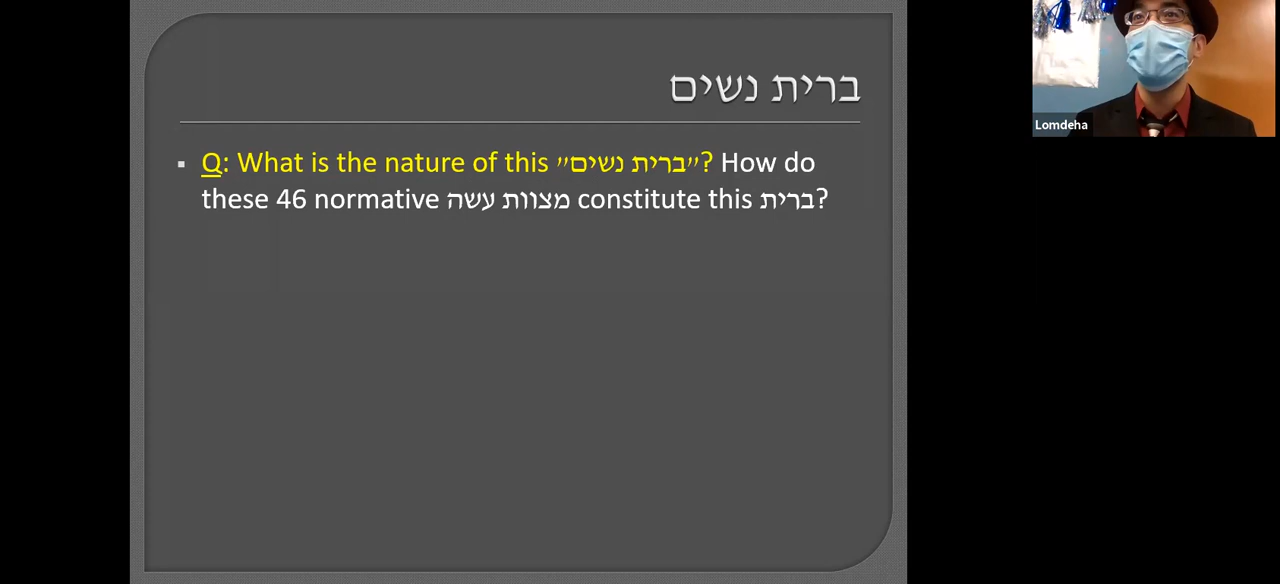 ברית נשים
Q: What is the nature of this "ברית נשים"? How do
these 46 normative מצוות עשה constitute this ברית?
Lomdeha